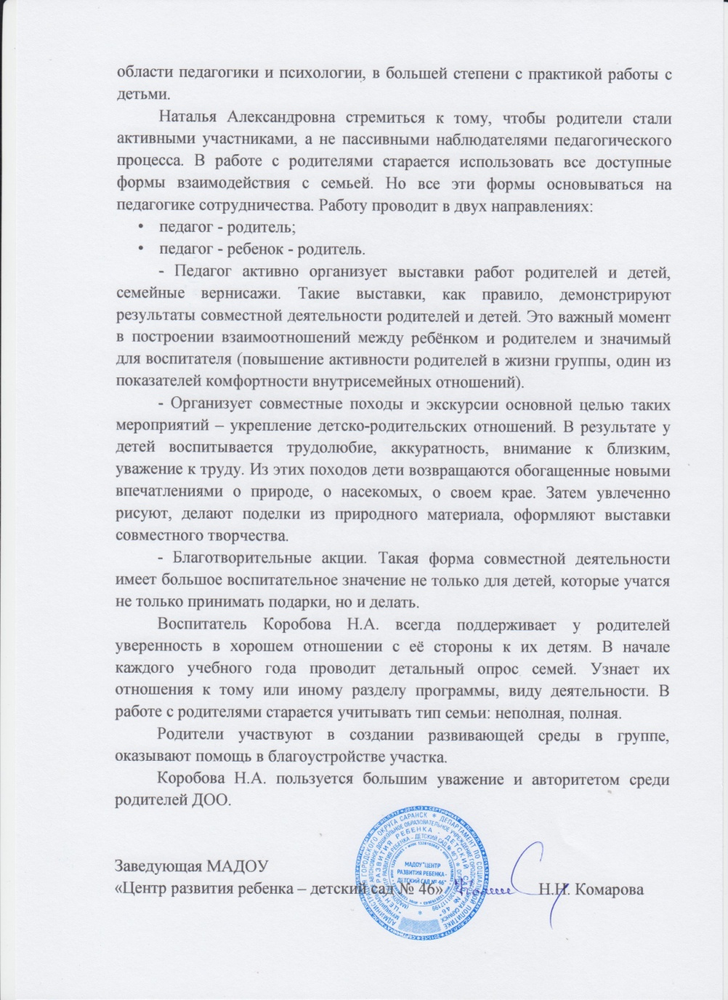 области педагогики и психологии, в большей степени с практикой работы с
детьми.
Наталья Александровна стремиться к тому, чтобы родители стали
активными участниками, а не пассивными наблюдателями педагогического
процесса. В работе с родителями старается использовать все доступные
формы взаимодействия с семьей. Но все эти формы основываться на
педагогике сотрудничества. Работу проводит в двух направлениях:
• педагог - родитель;
• педагог - ребенок - родитель.
- Педагог активно организует выставки работ родителей и детей,
семейные вернисажи. Такие выставки, как правило, демонстрируют
результаты совместной деятельности родителей и детей. Это важный момент
в построении взаимоотношений между ребёнком и родителем и значимый
для воспитателя (повышение активности родителей в жизни группы, один из
показателей комфортности внутрисемейных отношений).
- Организует совместные походы и экскурсии основной целью таких
мероприятий – укрепление детско-родительских отношений. В результате у
детей воспитывается трудолюбие, аккуратность, внимание к близким,
уважение к труду. Из этих походов дети возвращаются обогащенные новыми
впечатлениями о природе, о насекомых, о своем крае. Затем увлеченно
рисуют, делают поделки из природного материала, оформляют выставки
совместного творчества.
- Благотворительные акции. Такая форма совместной деятельности
имеет большое воспитательное значение не только для детей, которые учатся
не только принимать подарки, но и делать.
Воспитатель Коробова Н.А. всегда поддерживает у родителей
уверенность в хорошем отношении с её стороны к их детям. В начале
каждого учебного года проводит детальный опрос семей. Узнает их
отношения к тому или иному разделу программы, виду деятельности. В
работе с родителями старается учитывать тип семьи: неполная, полная.
Родители участвуют в создании развивающей среды в группе,
оказывают помощь в благоустройстве участка.
Коробова Н.А. пользуется большим уважение и авторитетом среди
родителей ДОО.
Заведующая МАДОУ
«Центр развития ребенка – детский сад № 46» Н.Н. Комарова
МАДОУ "ЦЕНТР
РАЗВИТИЯ РЕБЕНКА -
ДЕТСКИЙ САД № 46"